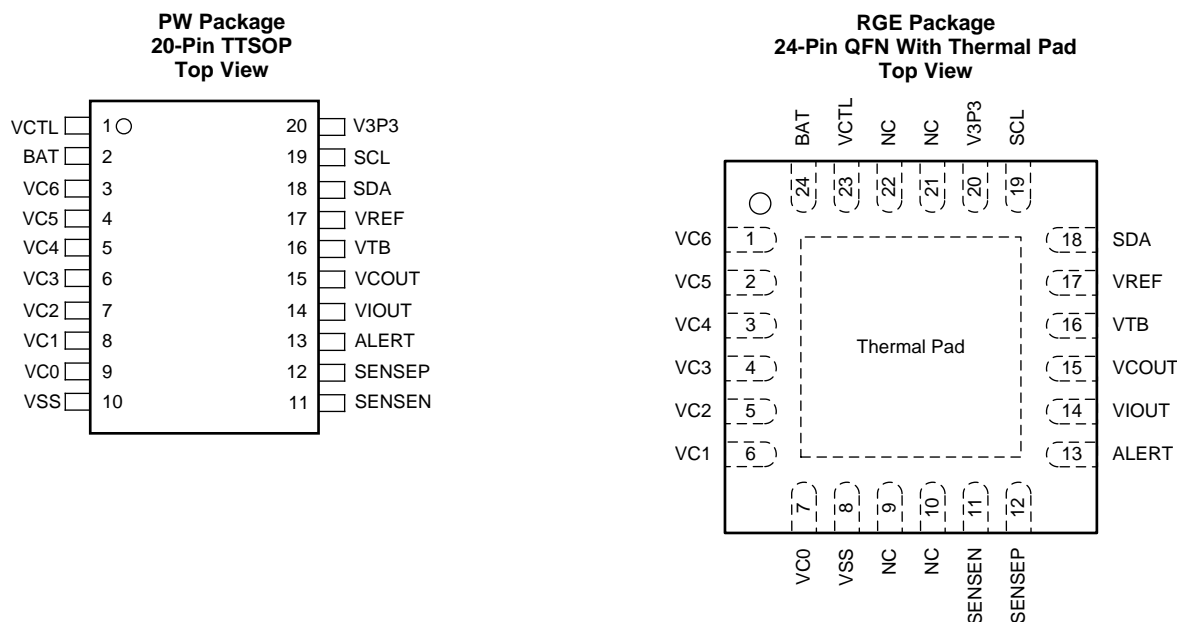 PW Package
20-Pin TTSOP
Top View
VCTL 1 20 V3P3
BAT 2 19 SCL
VC6 3 18 SDA
VC5 4 17 VREF
VC4 5 16 VTB
VC3 6 15 VCOUT
VC2 7 14 VIOUT
VC1 8 13 ALERT
VC0 9 12 SENSEP
VSS 10 11 SENSEN
RGE Package
24-Pin QFN With Thermal Pad
Top View
BAT VCTL NC NC V3P3 SCL
24 23 22 21 20 19
VC6 1 18 SDA
VC5 2 17 VREF
VC4 3 16 VTB
Thermal Pad
VC3 4 15 VCOUT
VC2 5 14 VIOUT
VC1 6 13 ALERT
7 8 9 10 11 12
VC0 VSS NC NC SENSEN SENSEP